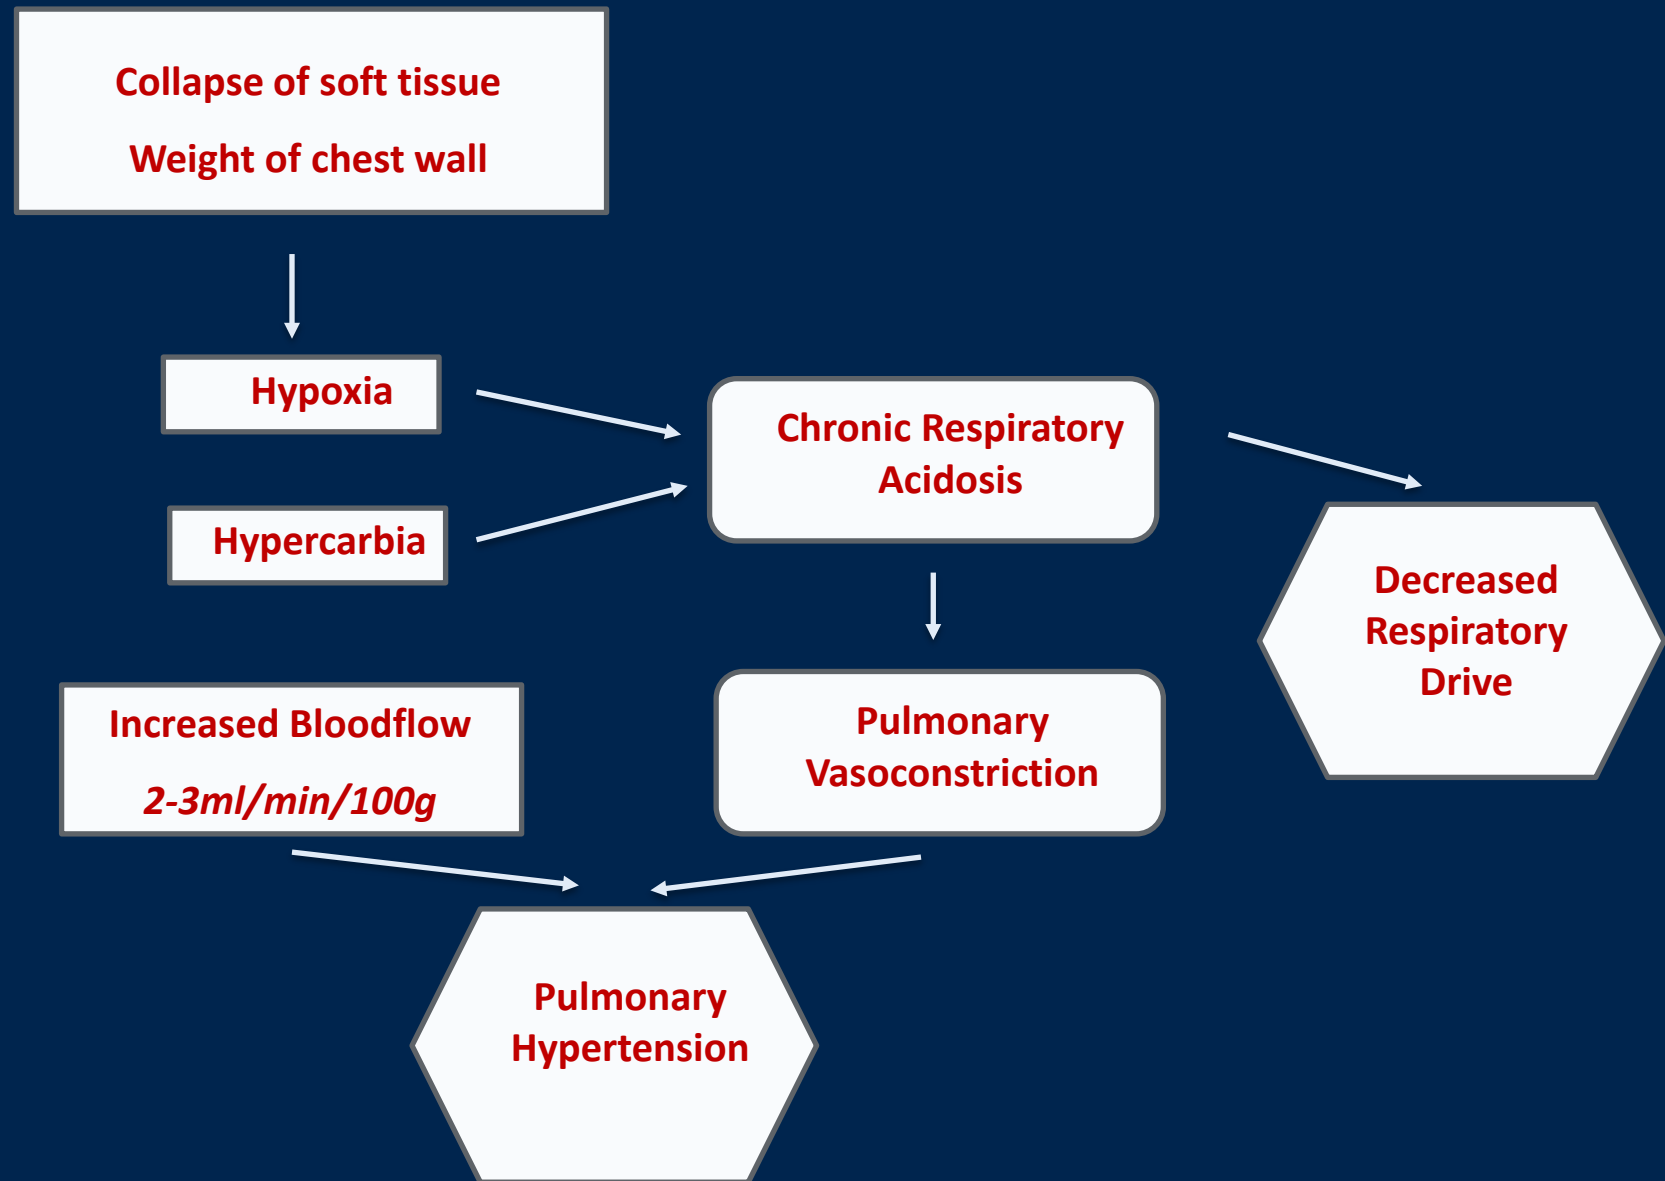 Collapse of soft tissue
Weight of chest wall
Hypoxia
Hypercarbia
Chronic Respiratory
Acidosis
Decreased
Respiratory
Drive
Increased Bloodflow
2-3ml/min/100g
Pulmonary
Vasoconstriction
Pulmonary
Hypertension